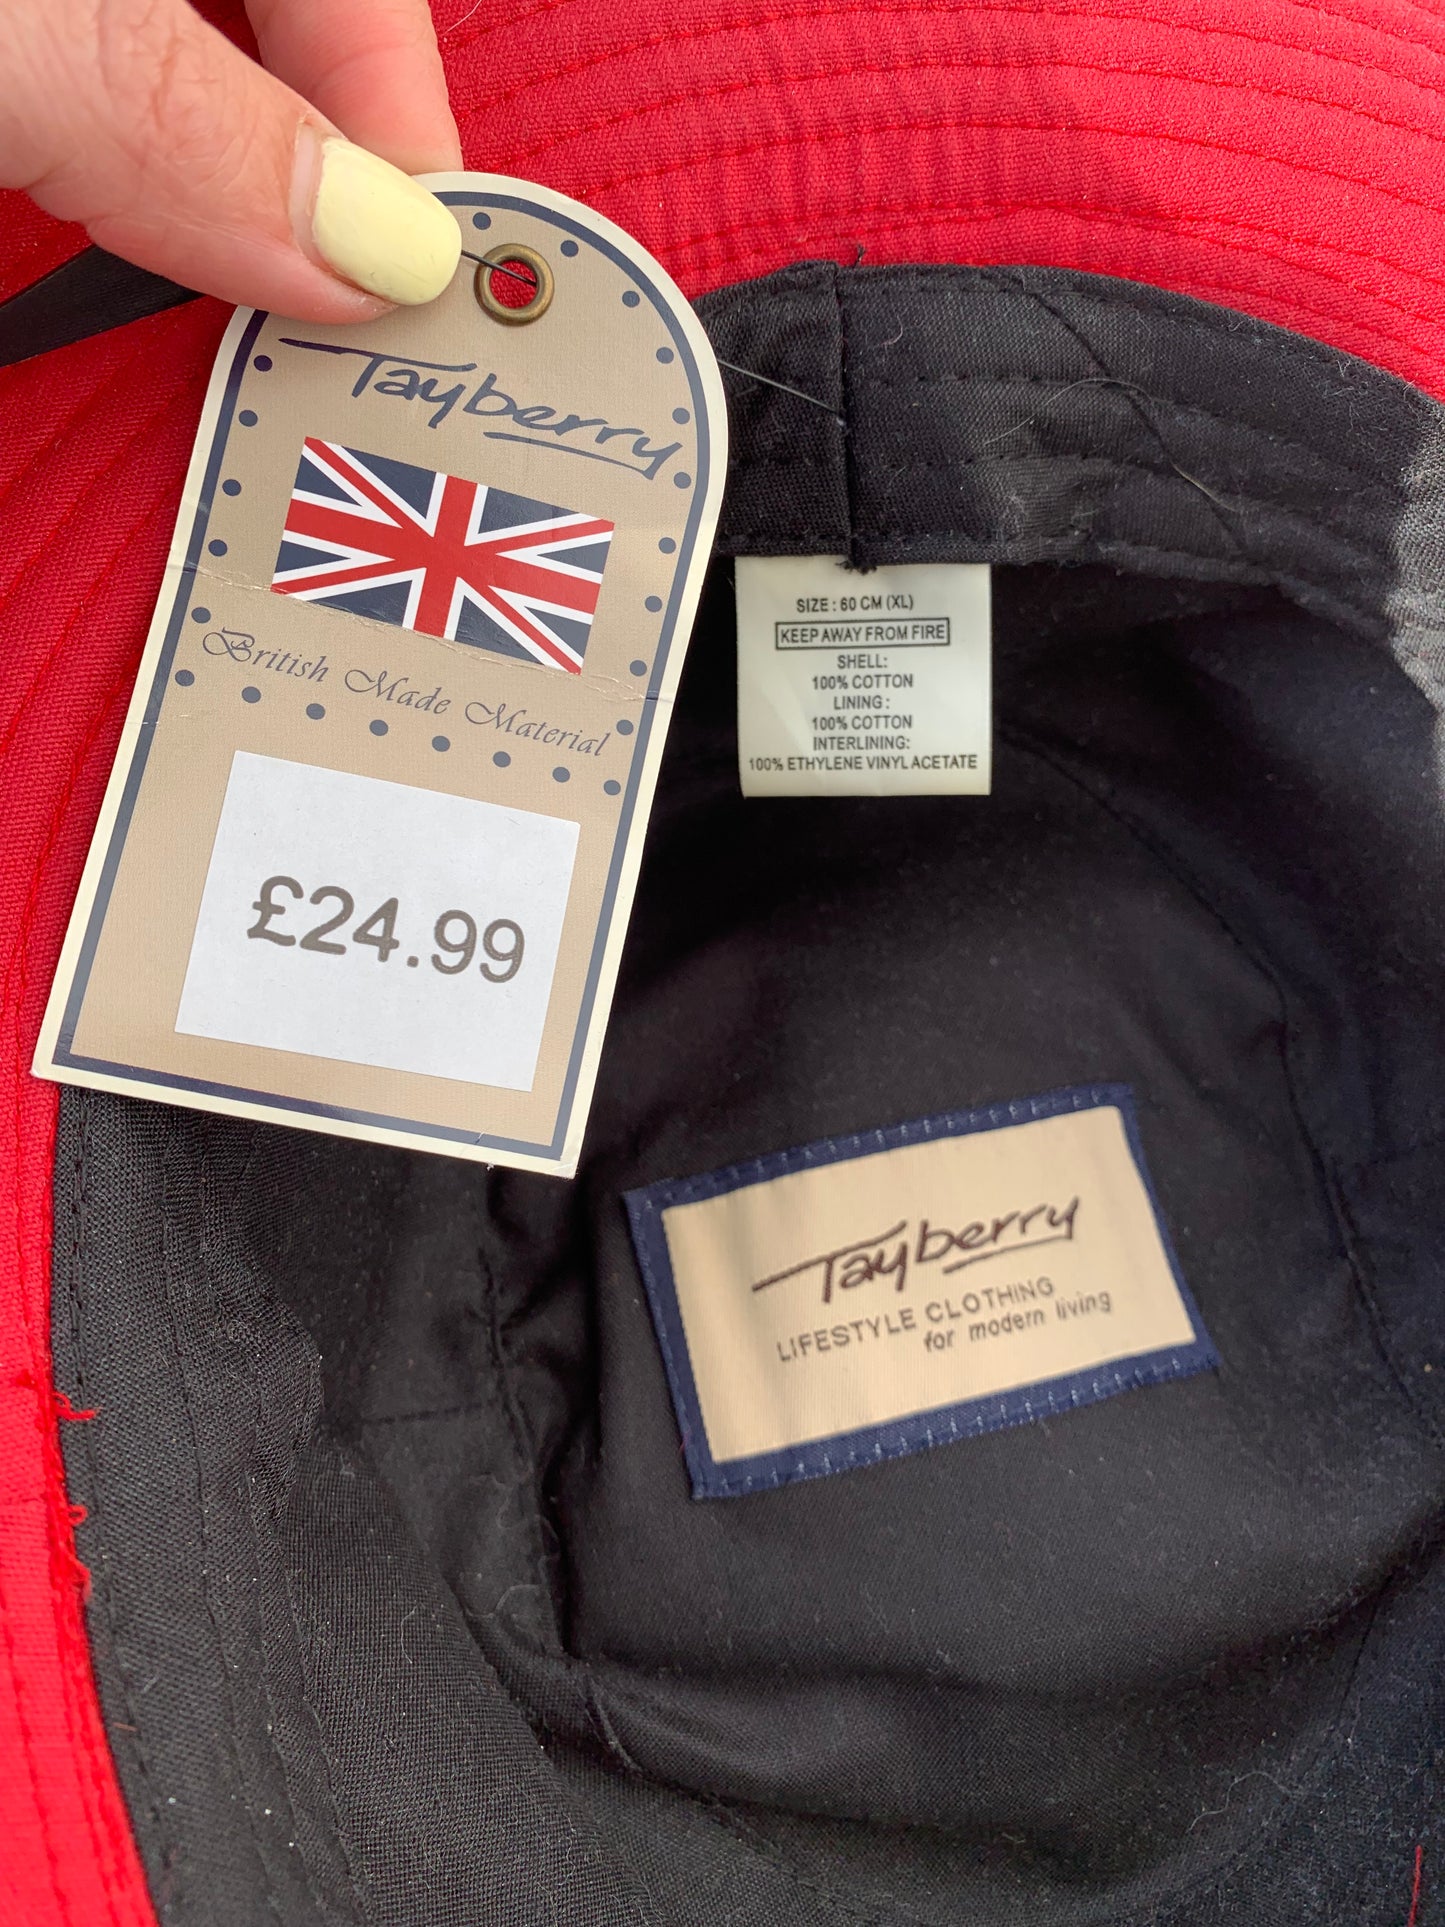 Tayberry
British Made Material
£24.99
SIZE : 60 CM (XL)
KEEP AWAY FROM FIRE
SHELL:
100% COTTON
LINING :
100% COTTON
INTERLINING:
100% ETHYLENE VINYL ACETATE
Tayberry
LIFESTYLE CLOTHING
for modern living